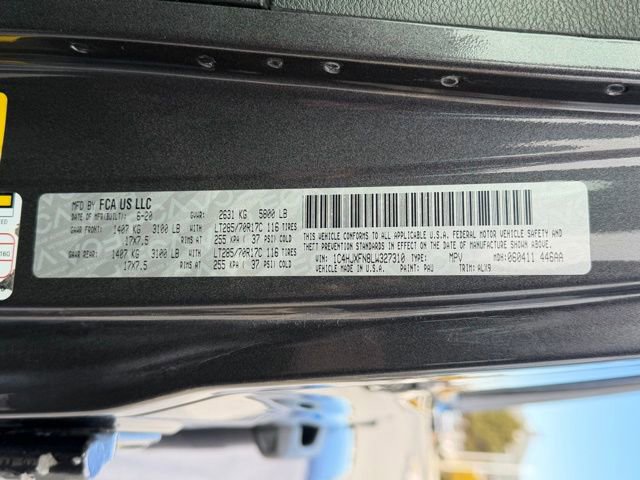 MFD BY FCA US LLC
DATE OF MFR(BUILT): 6-20 GVWR: 2631 KG 5800 LB
GAWR FRONT: 1407 KG 3100 LB WITH LT285/70R17C 116 TIRES
17X7.5 RIMS AT 255 KPA ( 37 PSI) COLD
GAWR REAR: 1407 KG 3100 LB WITH LT285/70R17C 116 TIRES
17X7.5 RIMS AT 255 KPA ( 37 PSI) COLD
THIS VEHICLE CONFORMS TO ALL APPLICABLE U.S.A. FEDERAL MOTOR VEHICLE SAFETY,
BUMPER AND THEFT PREVENTION STANDARDS IN EFFECT ON THE DATE OF MANUFACTURE SHOWN ABOVE.
VIN: 1C4HJXFN8LW327310 TYPE: MPV MDH: 060411 446AA
VEHICLE MADE IN U.S.A. PAINT: PAU TRIM: ALX9